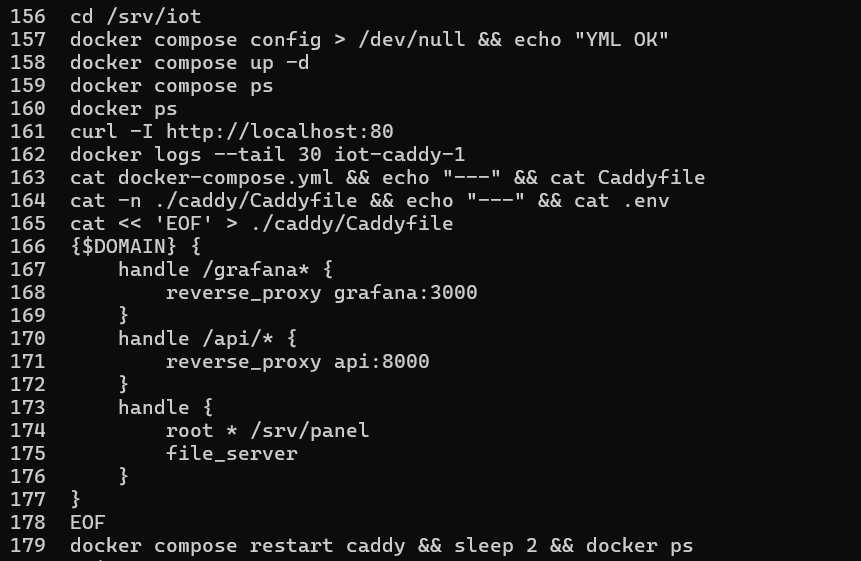 156  cd /srv/iot
157  docker compose config > /dev/null && echo "YML OK"
158  docker compose up -d
159  docker compose ps
160  docker ps
161  curl -I http://localhost:80
162  docker logs --tail 30 iot-caddy-1
163  cat docker-compose.yml && echo "---" && cat Caddyfile
164  cat -n ./caddy/Caddyfile && echo "---" && cat .env
165  cat << 'EOF' > ./caddy/Caddyfile
166  {$DOMAIN} {
167      handle /grafana* {
168          reverse_proxy grafana:3000
169      }
170      handle /api/* {
171          reverse_proxy api:8000
172      }
173      handle {
174          root * /srv/panel
175          file_server
176      }
177  }
178  EOF
179  docker compose restart caddy && sleep 2 && docker ps